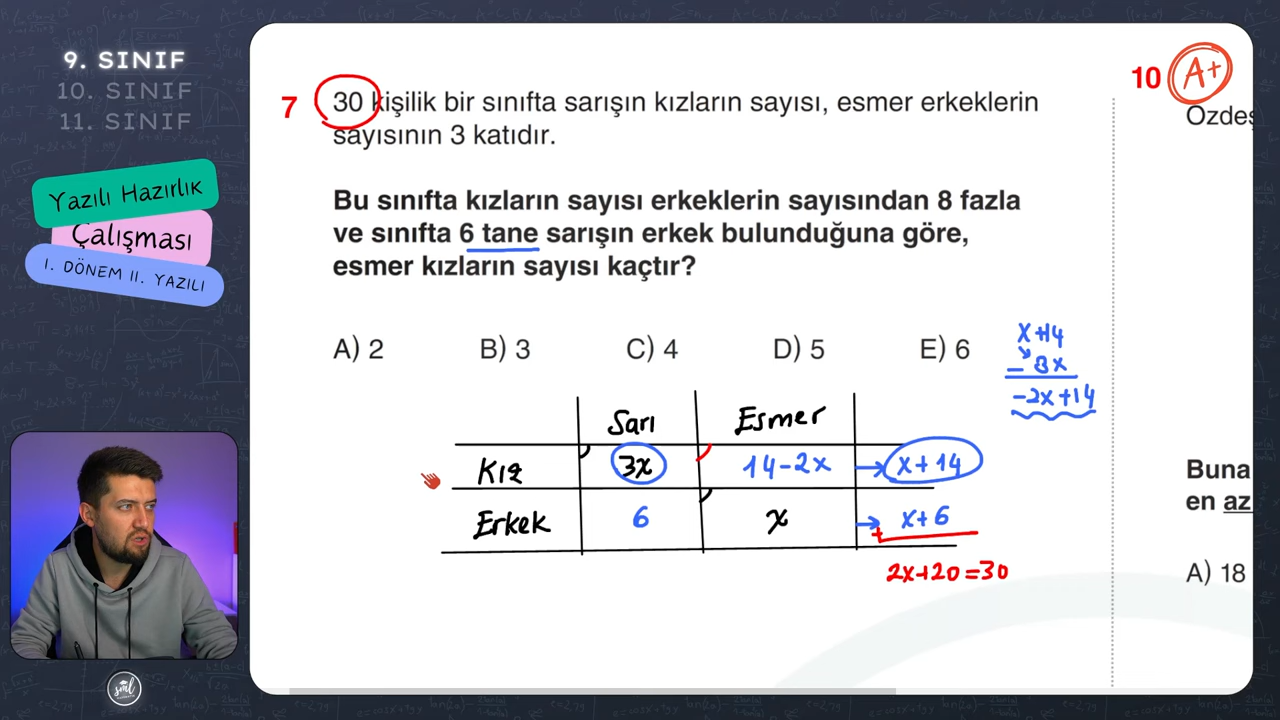 9. SINIF
10. SINIF
11. SINIF
Yazılı Hazırlık
Çalışması
I. DÖNEM II. YAZILI
7
30 kişilik bir sınıfta sarışın kızların sayısı, esmer erkeklerin
sayısının 3 katıdır.
Bu sınıfta kızların sayısı erkeklerin sayısından 8 fazla
ve sınıfta 6 tane sarışın erkek bulunduğuna göre,
esmer kızların sayısı kaçtır?
A) 2 B) 3 C) 4 D) 5 E) 6
x+14
- 3x
-2x+14
Sarı Esmer
Kız 3x 14-2x → x+14
Erkek 6 x → x+6
+
2x+20=30
10 A+
Özdeş
Buna
en az
A) 18
sml